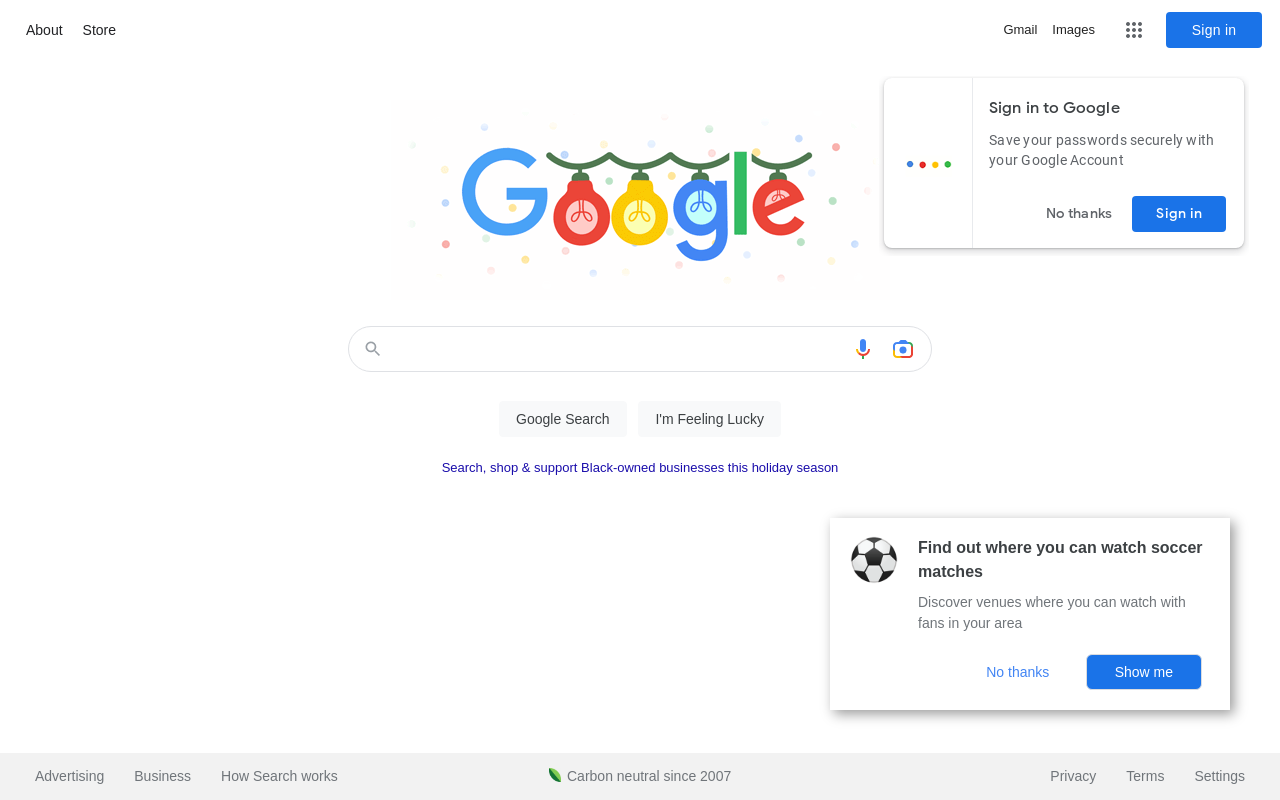 About Store
Gmail Images Sign in
Google
Sign in to Google
Save your passwords securely with
your Google Account
No thanks Sign in
Google Search I'm Feeling Lucky
Search, shop & support Black-owned businesses this holiday season
Find out where you can watch soccer
matches
Discover venues where you can watch with
fans in your area
No thanks Show me
Advertising Business How Search works Carbon neutral since 2007 Privacy Terms Settings